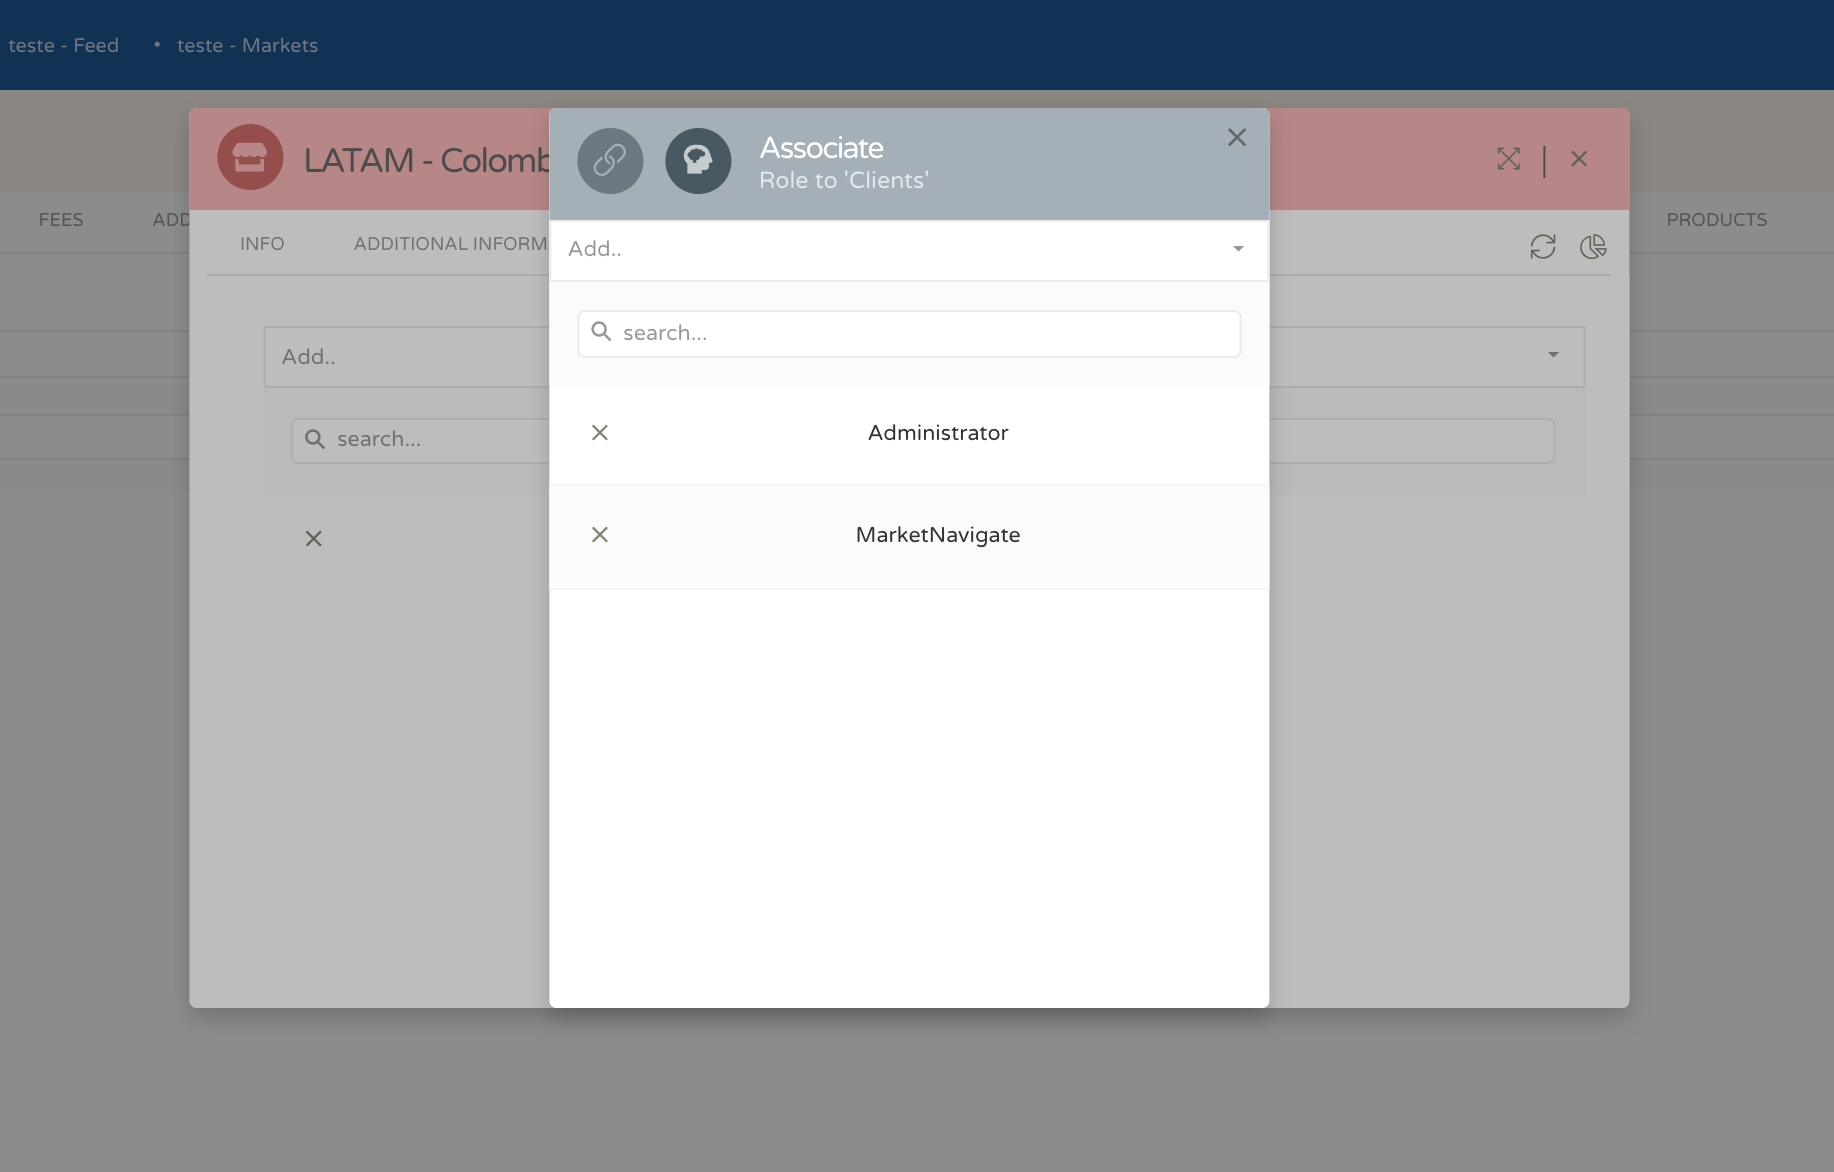 teste - Feed • teste - Markets
LATAM - Colomb
Associate
Role to 'Clients'
FEES
ADD
PRODUCTS
INFO
ADDITIONAL INFORM
Add..
search...
Add..
search...
Administrator
MarketNavigate